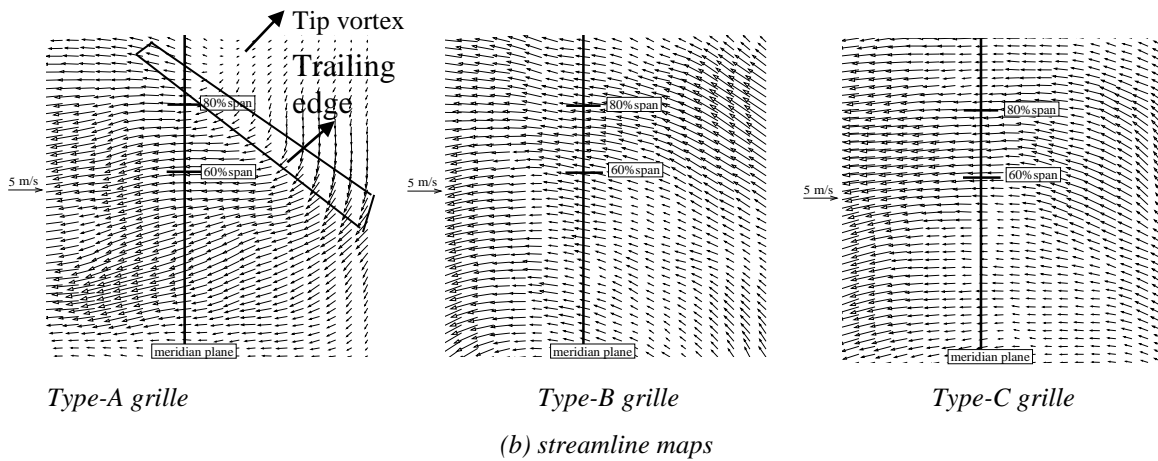 Tip vortex
Trailing
edge
80% span
60% span
5 m/s
meridian plane
80% span
60% span
5 m/s
meridian plane
80% span
60% span
5 m/s
meridian plane
Type-A grille
Type-B grille
Type-C grille
(b) streamline maps